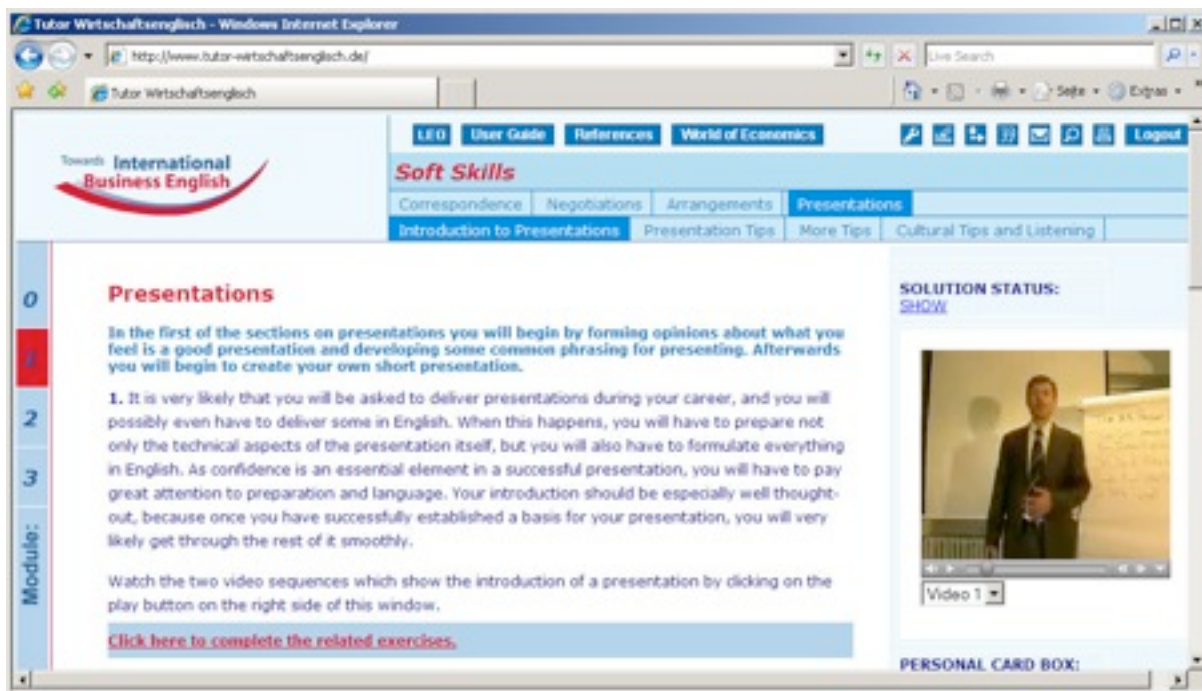 Tutor Wirtschaftsenglisch - Windows Internet Explorer
http://www.tutor-wirtschaftsenglisch.de/
Live Search
Tutor Wirtschaftsenglisch
Seite
Extras
LEO User Guide References World of Economics
Logout
Towards International
Business English
Soft Skills
Correspondence Negotiations Arrangements Presentations
Introduction to Presentations Presentation Tips More Tips Cultural Tips and Listening
0
1
2
3
Module:
Presentations
In the first of the sections on presentations you will begin by forming opinions about what you
feel is a good presentation and developing some common phrasing for presenting. Afterwards
you will begin to create your own short presentation.
1. It is very likely that you will be asked to deliver presentations during your career, and you will
possibly even have to deliver some in English. When this happens, you will have to prepare not
only the technical aspects of the presentation itself, but you will also have to formulate everything
in English. As confidence is an essential element in a successful presentation, you will have to pay
great attention to preparation and language. Your introduction should be especially well thought-
out, because once you have successfully established a basis for your presentation, you will very
likely get through the rest of it smoothly.
Watch the two video sequences which show the introduction of a presentation by clicking on the
play button on the right side of this window.
Click here to complete the related exercises.
SOLUTION STATUS:
SHOW
Video 1
PERSONAL CARD BOX: